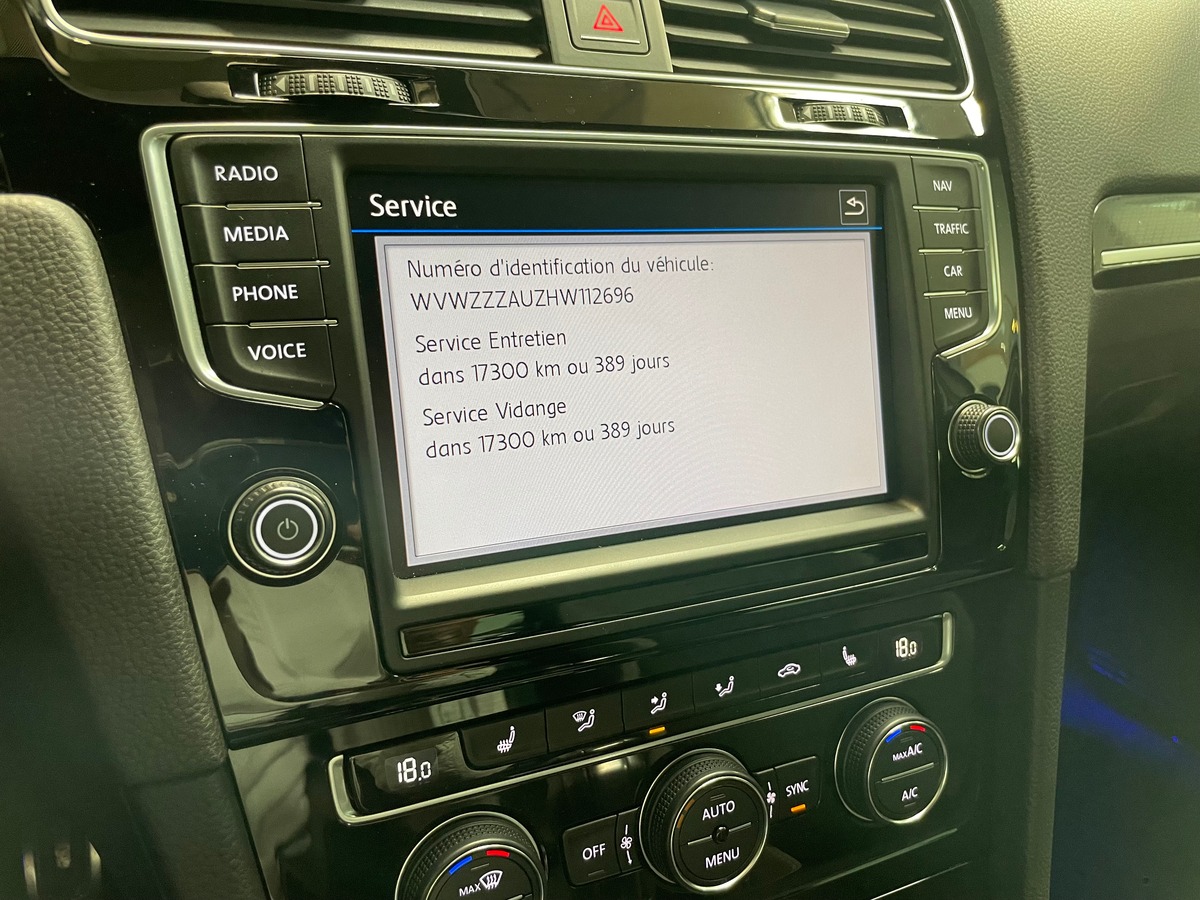 RADIO
MEDIA
PHONE
VOICE
Service
Numéro d'identification du véhicule:
WVWZZZAUZHW112696
Service Entretien
dans 17300 km ou 389 jours
Service Vidange
dans 17300 km ou 389 jours
NAV
TRAFFIC
CAR
MENU
18.0
18.0
OFF
AUTO
MENU
SYNC
MAX A/C
A/C
MAX